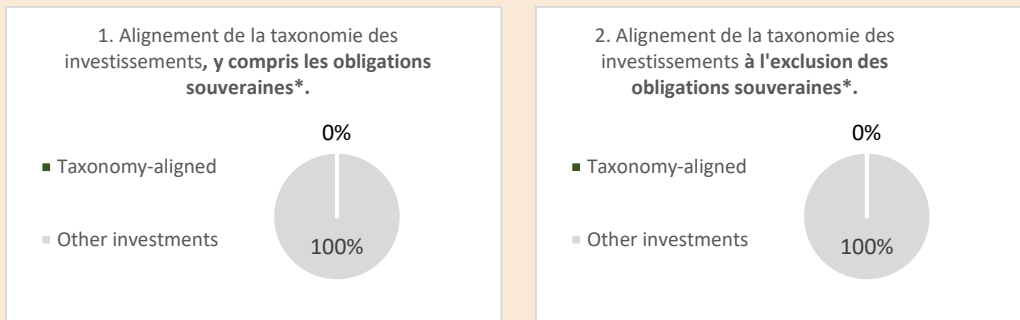 1. Alignement de la taxonomie des
investissements, y compris les obligations
souveraines*.
0%
Taxonomy-aligned
Other investments
100%
2. Alignement de la taxonomie des
investissements à l'exclusion des
obligations souveraines*.
0%
Taxonomy-aligned
Other investments
100%